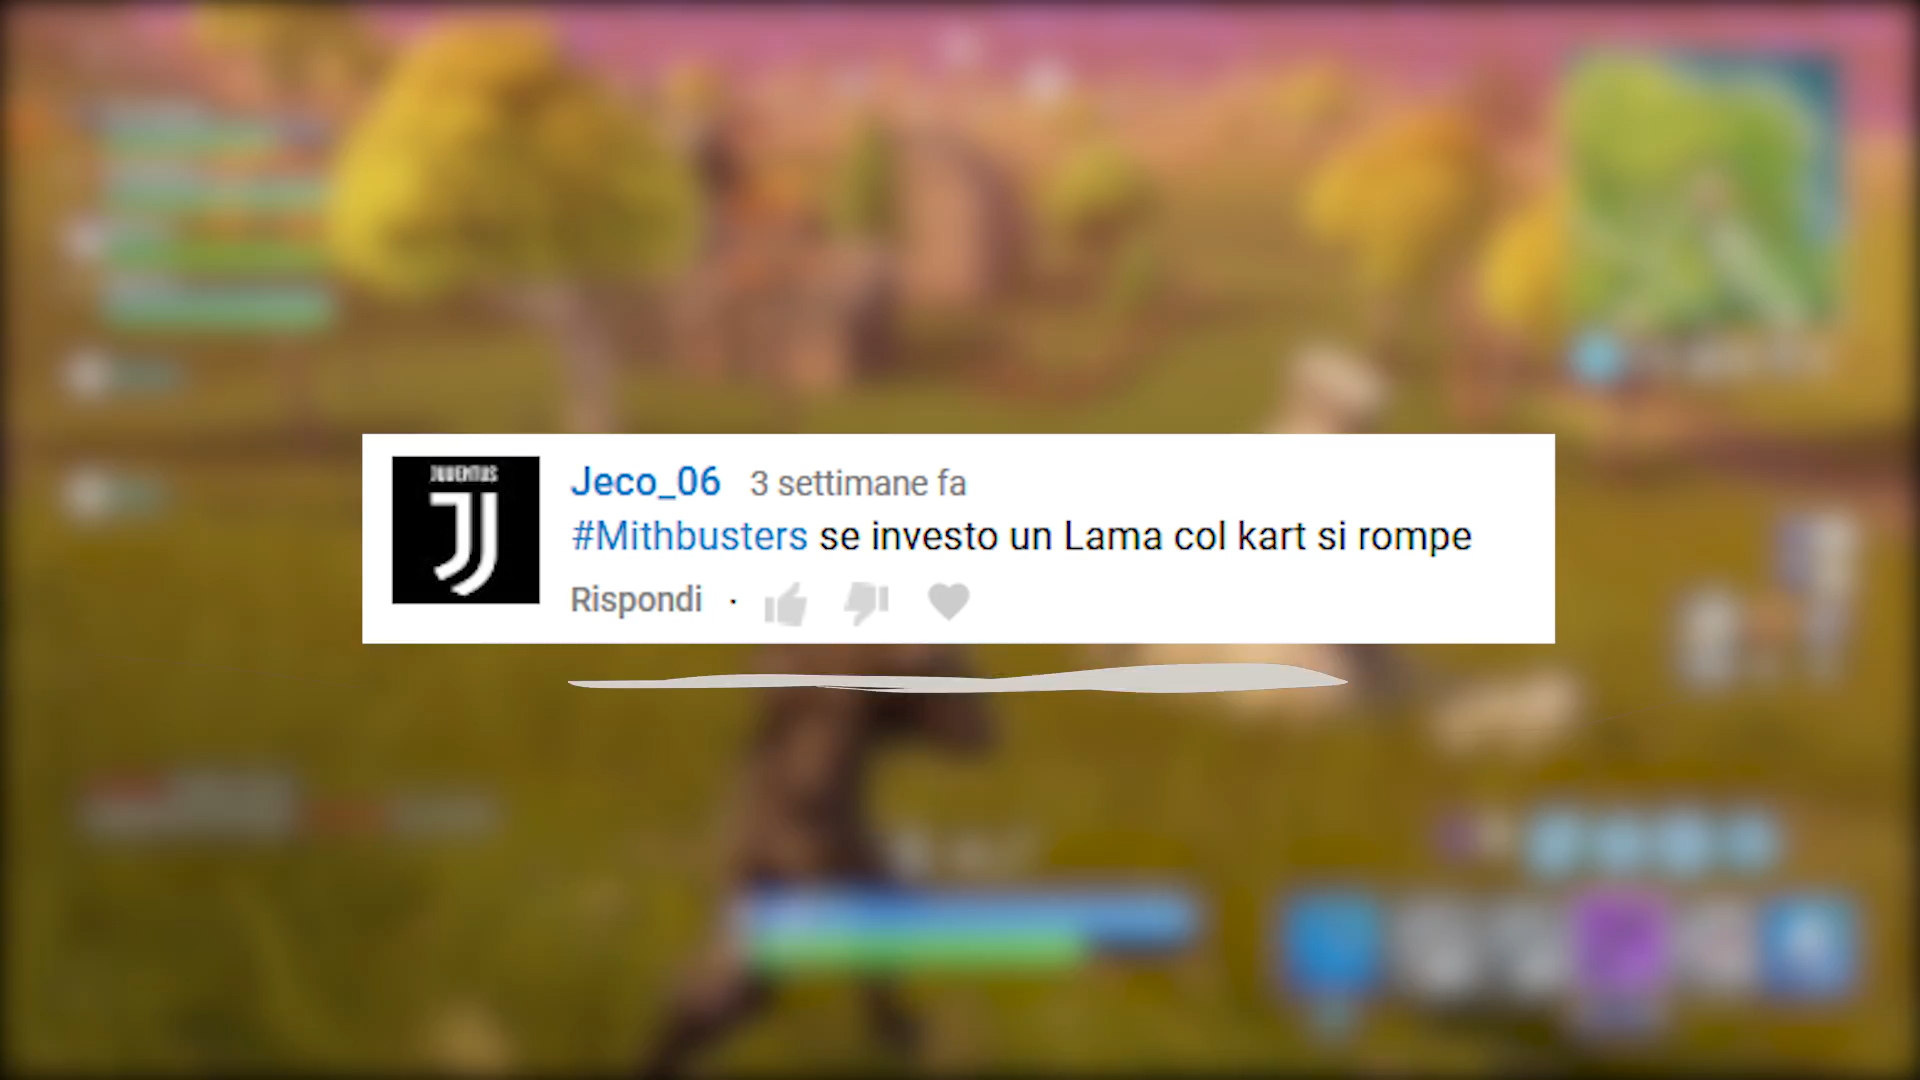 JUVENTUS
Jeco_06 3 settimane fa
#Mithbusters se investo un Lama col kart si rompe
Rispondi ·